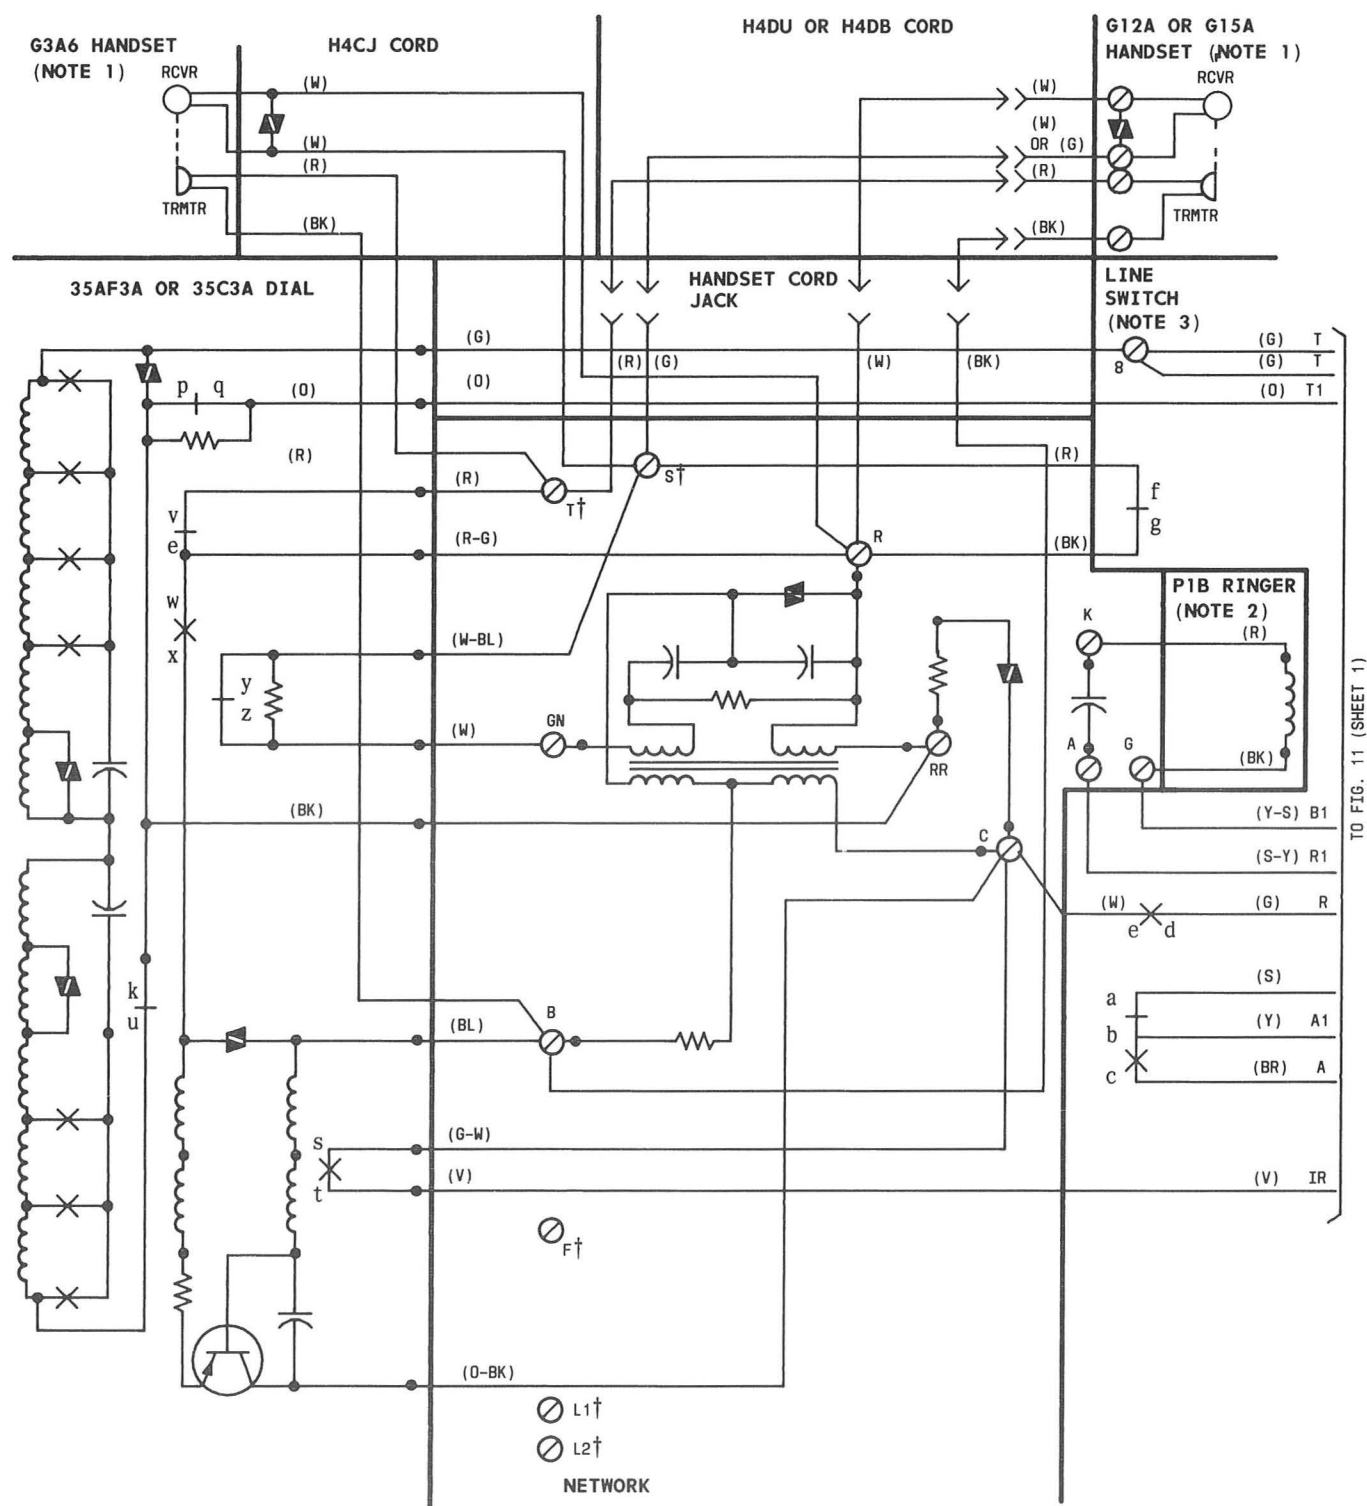 G3A6 HANDSET
(NOTE 1)
H4CJ CORD
H4DU OR H4DB CORD
G12A OR G15A
HANDSET (NOTE 1)
RCVR
(W)
(W)
(R)
TRMTR
(BK)
(W)
(W)
OR (G)
(R)
(BK)
RCVR
TRMTR
35AF3A OR 35C3A DIAL
HANDSET CORD
JACK
LINE
SWITCH
(NOTE 3)
(G)
(R) (G)
(W)
(BK)
8
(G) T
(G) T
p q
(O)
(O)
(O) T1
(R)
(R)
T†
S†
(R)
f
g
v
e
(R-G)
R
(BK)
w
x
P1B RINGER
(NOTE 2)
K
(R)
(W-BL)
y
z
(W)
GN
RR
A
G
(BK)
TO FIG. 11 (SHEET 1)
(BK)
(Y-S) B1
C
(S-Y) R1
(W)
e d
(G) R
k
u
(S)
a
b
c
(Y) A1
(BR) A
B
(BL)
s
t
(G-W)
(V)
(V) IR
F†
(O-BK)
L1†
L2†
NETWORK